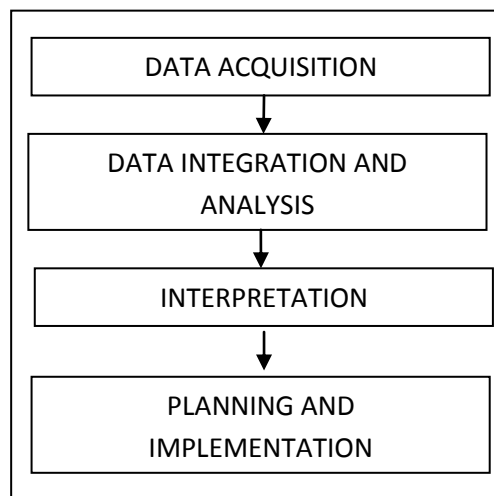 DATA ACQUISITION
DATA INTEGRATION AND
ANALYSIS
INTERPRETATION
PLANNING AND
IMPLEMENTATION